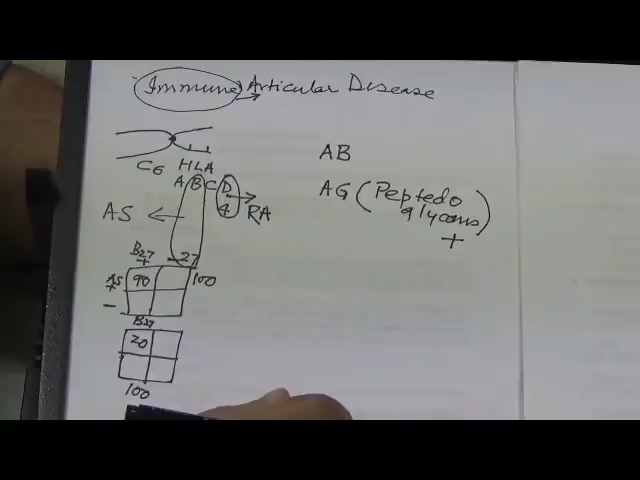 Immune Articular Disease
C6 HLA
A B C D
4
AS RA
27
B27
+ -
AS
+
90
100
-
B27
20
100
AB
AG (Peptedo
glycans)
+